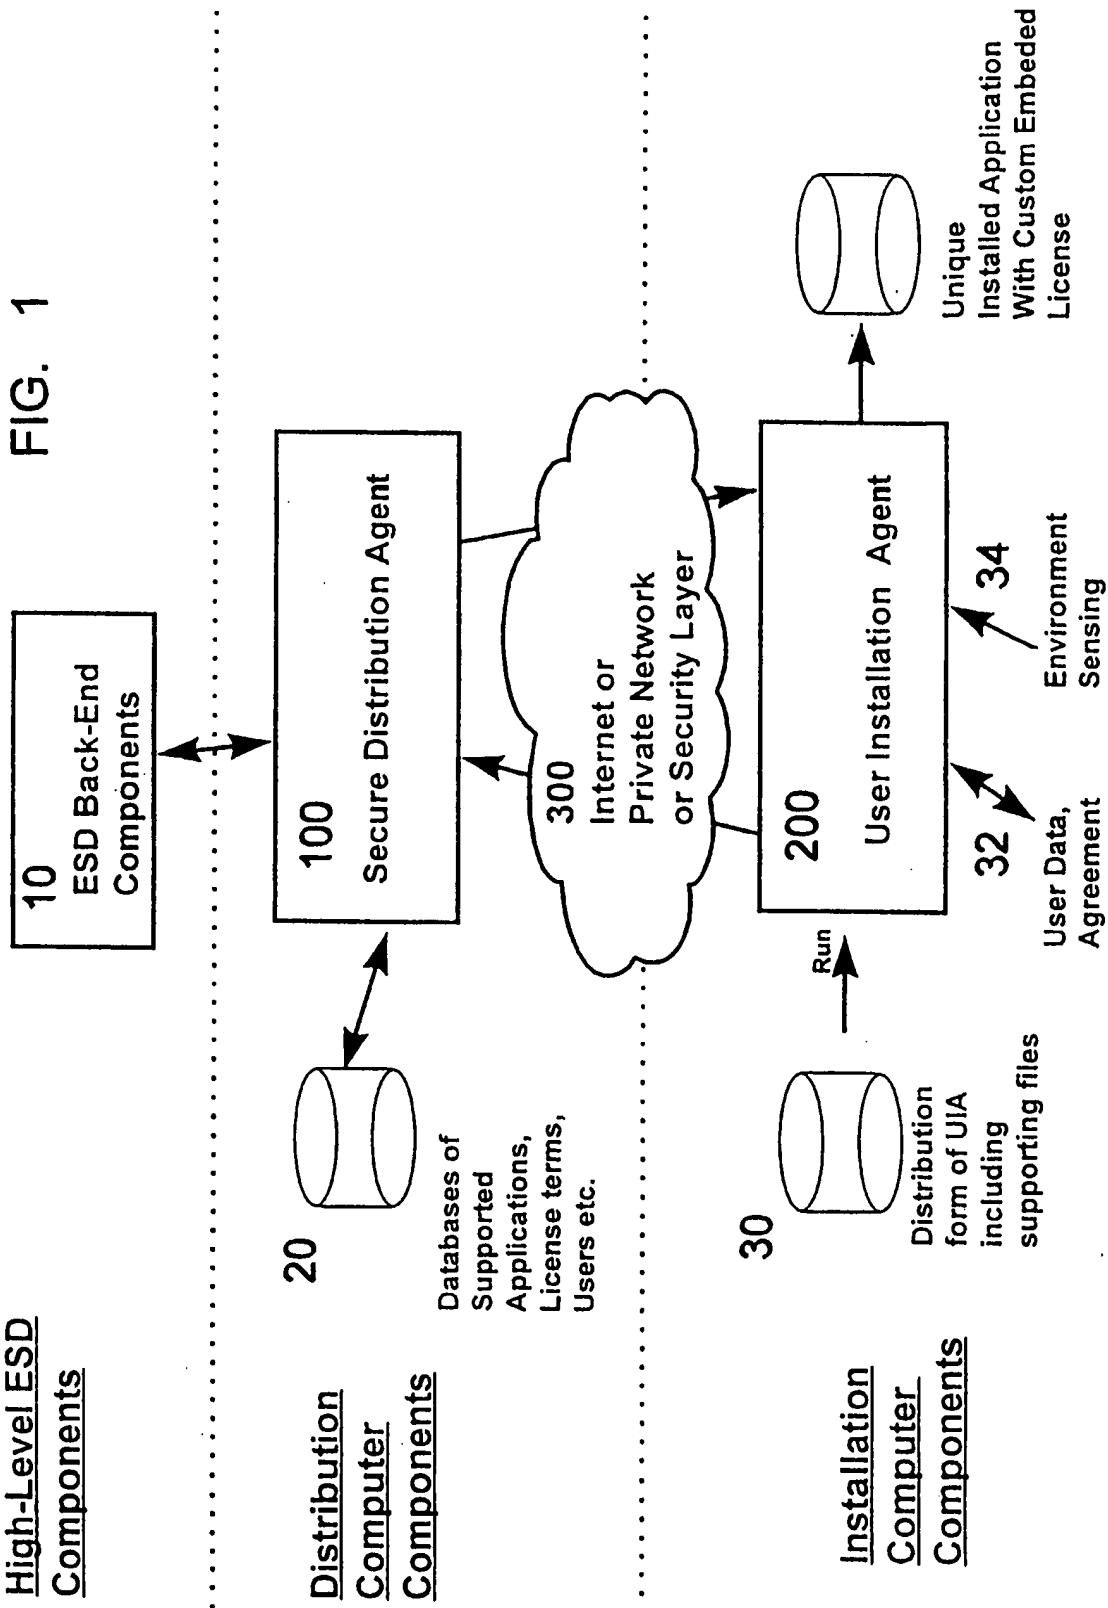 FIG. 1
High-Level ESD
Components
10
ESD Back-End
Components
Distribution
Computer
Components
20
Databases of
Supported
Applications,
License terms,
Users etc.
100
Secure Distribution Agent
300
Internet or
Private Network
or Security Layer
Installation
Computer
Components
30
Distribution
form of UIA
including
supporting files
Run
200
User Installation Agent
32
User Data,
Agreement
34
Environment
Sensing
Unique
Installed Application
With Custom Embeded
License